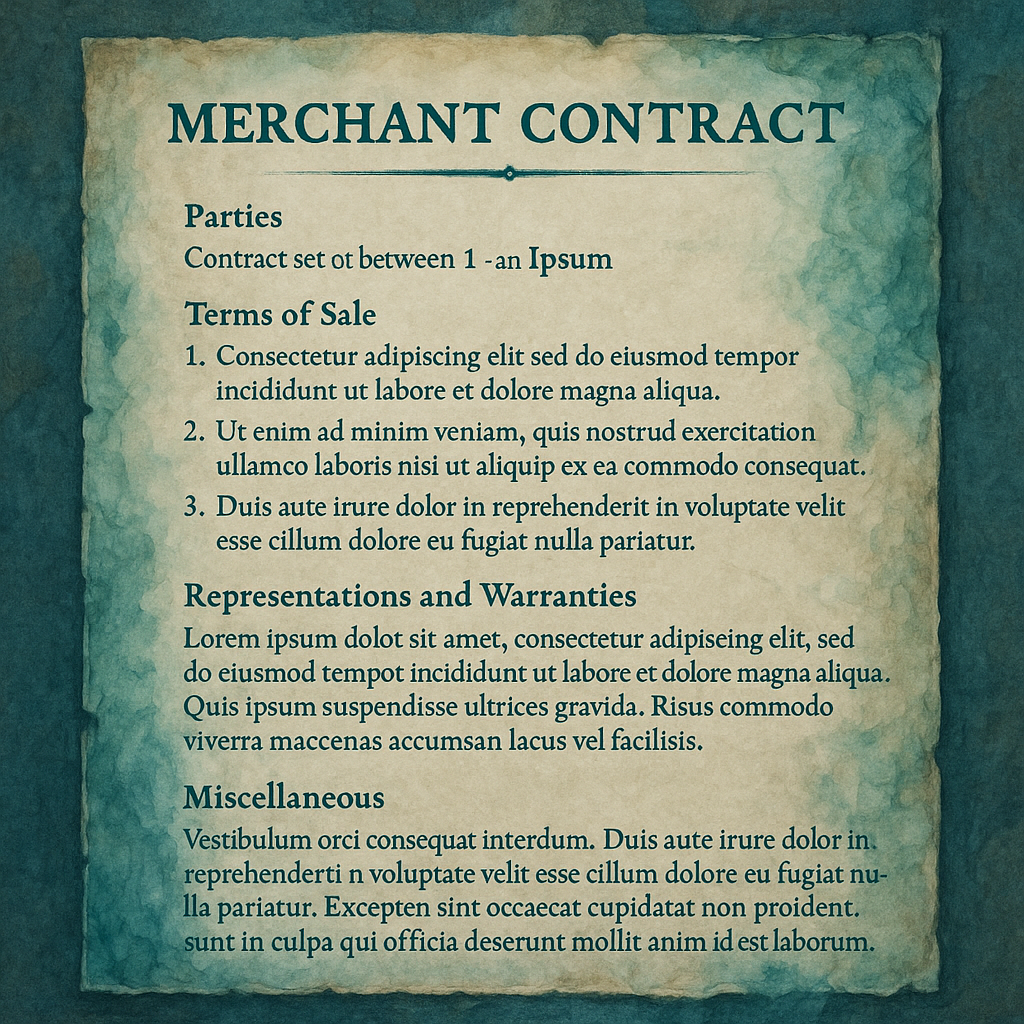 MERCHANT CONTRACT
Parties
Contract set ot between 1 -an Ipsum
Terms of Sale
1. Consectetur adipiscing elit sed do eiusmod tempor
incididunt ut labore et dolore magna aliqua.
2. Ut enim ad minim veniam, quis nostrud exercitation
ullamco laboris nisi ut aliquip ex ea commodo consequat.
3. Duis aute irure dolor in reprehenderit in voluptate velit
esse cillum dolore eu fugiat nulla pariatur.
Representations and Warranties
Lorem ipsum dolot sit amet, consectetur adipiseing elit, sed
do eiusmod tempot incididunt ut labore et dolore magna aliqua.
Quis ipsum suspendisse ultrices gravida. Risus commodo
viverra maccenas accumsan lacus vel facilisis.
Miscellaneous
Vestibulum orci consequat interdum. Duis aute irure dolor in.
reprehenderti n voluptate velit esse cillum dolore eu fugiat nu-
lla pariatur. Excepten sint occaecat cupidatat non proident.
sunt in culpa qui officia deserunt mollit anim id est laborum.